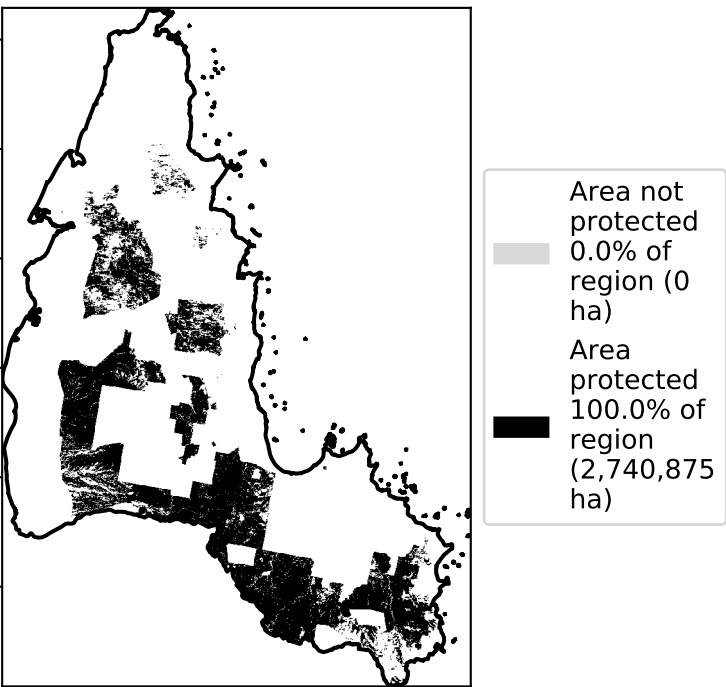 Area not
protected
0.0% of
region (0
ha)
Area
protected
100.0% of
region
(2,740,875
ha)